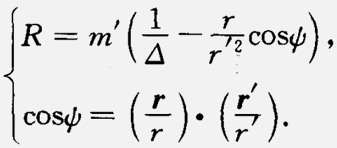 R = m′(1/Δ − r/r′² cosψ),
cosψ = (r/r)·(r′/r′).